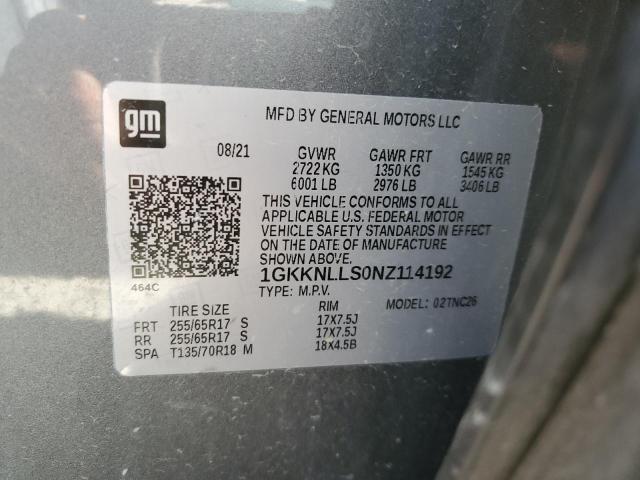 gm
MFD BY GENERAL MOTORS LLC
08/21 GVWR GAWR FRT GAWR RR
2722 KG 1350 KG 1545 KG
6001 LB 2976 LB 3406 LB
THIS VEHICLE CONFORMS TO ALL
APPLICABLE U.S. FEDERAL MOTOR
VEHICLE SAFETY STANDARDS IN EFFECT
ON THE DATE OF MANUFACTURE
SHOWN ABOVE.
1GKKNLLS0NZ114192
464C TYPE: M.P.V. MODEL: 02TNC26
TIRE SIZE RIM
FRT 255/65R17 S 17X7.5J
RR 255/65R17 S 17X7.5J
SPA T135/70R18 M 18X4.5B